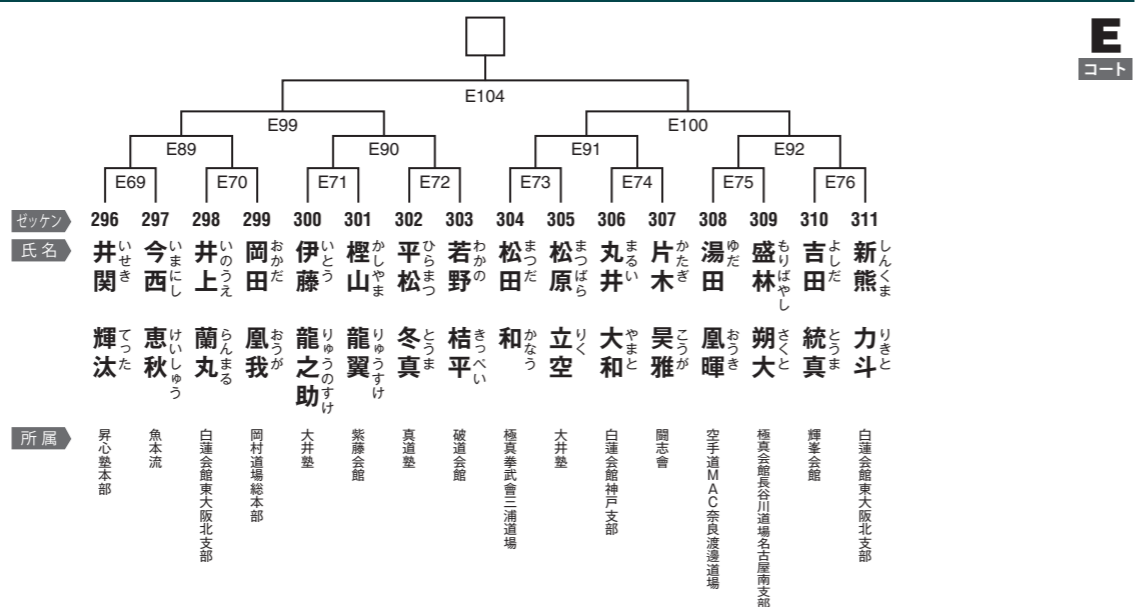 E
コート
E104
E99
E100
E89
E90
E91
E92
E69
E70
E71
E72
E73
E74
E75
E76
ゼッケン
296
297
298
299
300
301
302
303
304
305
306
307
308
309
310
311
氏名
井関 輝汰
いせき てった
今西 恵秋
いまにし けいしゅう
井上 蘭丸
いのうえ らんまる
岡田 凰我
おかだ おうが
伊藤 龍之助
いとう りゅうのすけ
樫山 龍翼
かしやま りゅうすけ
平松 冬真
ひらまつ とうま
若野 桔平
わかの きっぺい
松田 和
まつだ かなう
松原 立空
まつばら りく
丸井 大和
まるい やまと
片木 昊雅
かたぎ こうが
湯田 凰暉
ゆだ おうき
盛林 朔大
もりばやし さくと
吉田 統真
よしだ とうま
新熊 力斗
しんくま りきと
所属
昇心塾本部
魚本流
白蓮会館東大阪北支部
岡村道場総本部
大井塾
紫藤会館
真道塾
破道会館
極真拳武會三浦道場
大井塾
白蓮会館神戸支部
闘志會
空手道MAC奈良渡邊道場
極真会館長谷川道場名古屋南支部
輝峯会館
白蓮会館東大阪北支部